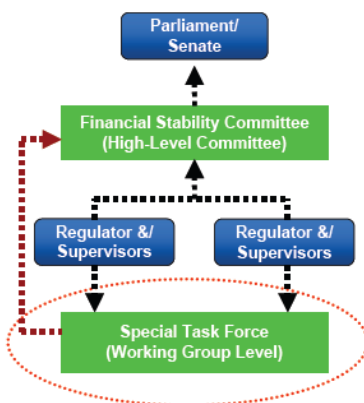 Parliament/
Senate
Financial Stability Committee
(High-Level Committee)
Regulator &/
Supervisors
Regulator &/
Supervisors
Special Task Force
(Working Group Level)